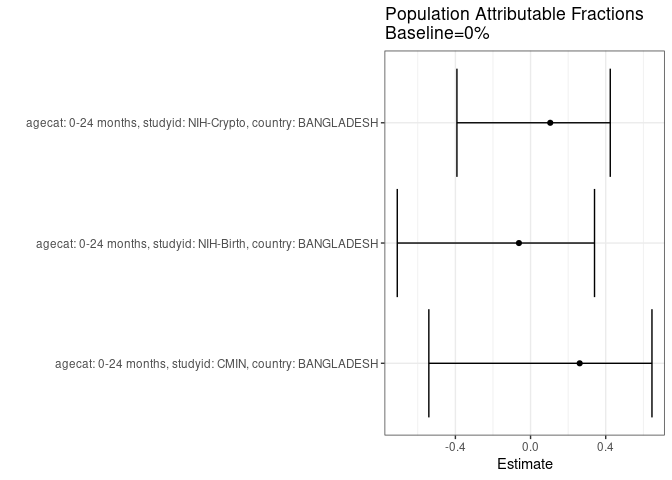 Population Attributable Fractions
Baseline=0%
agecat: 0-24 months, studyid: NIH-Crypto, country: BANGLADESH
agecat: 0-24 months, studyid: NIH-Birth, country: BANGLADESH
agecat: 0-24 months, studyid: CMIN, country: BANGLADESH
-0.4 0.0 0.4
Estimate